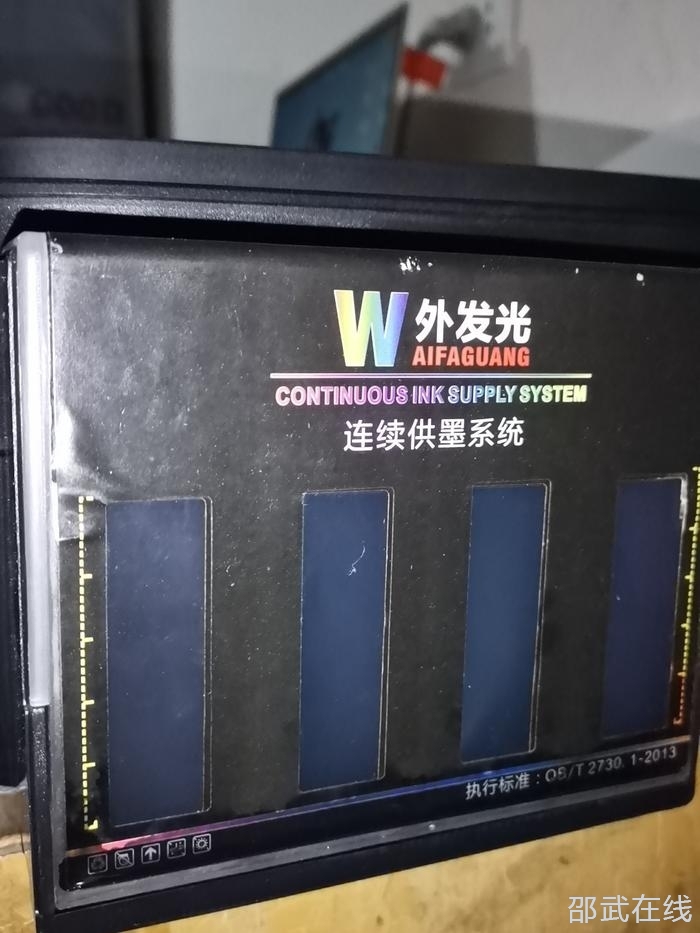 W 外发光
AIFAGUANG
CONTINUOUS INK SUPPLY SYSTEM
连续供墨系统
执行标准：QB/T 2730.1-2013
邵武在线